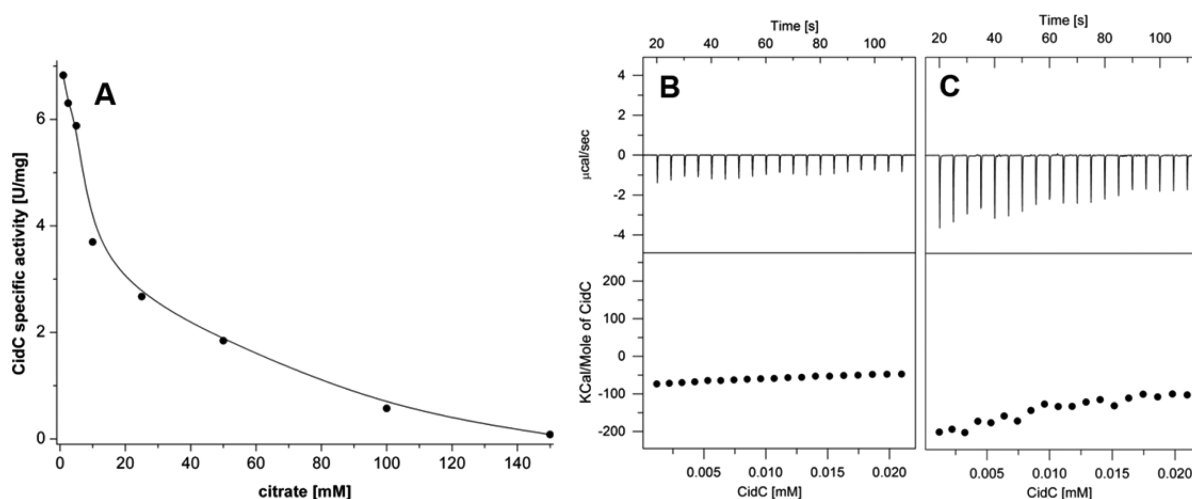 A
CidC specific activity [U/mg]
6
4
2
0
0 20 40 60 80 100 120 140
citrate [mM]
Time [s]
20 40 60 80 100
B
µcal/sec
4
2
0
-2
-4
KCal/Mole of CidC
200
100
0
-100
-200
0.005 0.010 0.015 0.020
CidC [mM]
Time [s]
20 40 60 80 100
C
0.005 0.010 0.015 0.020
CidC [mM]